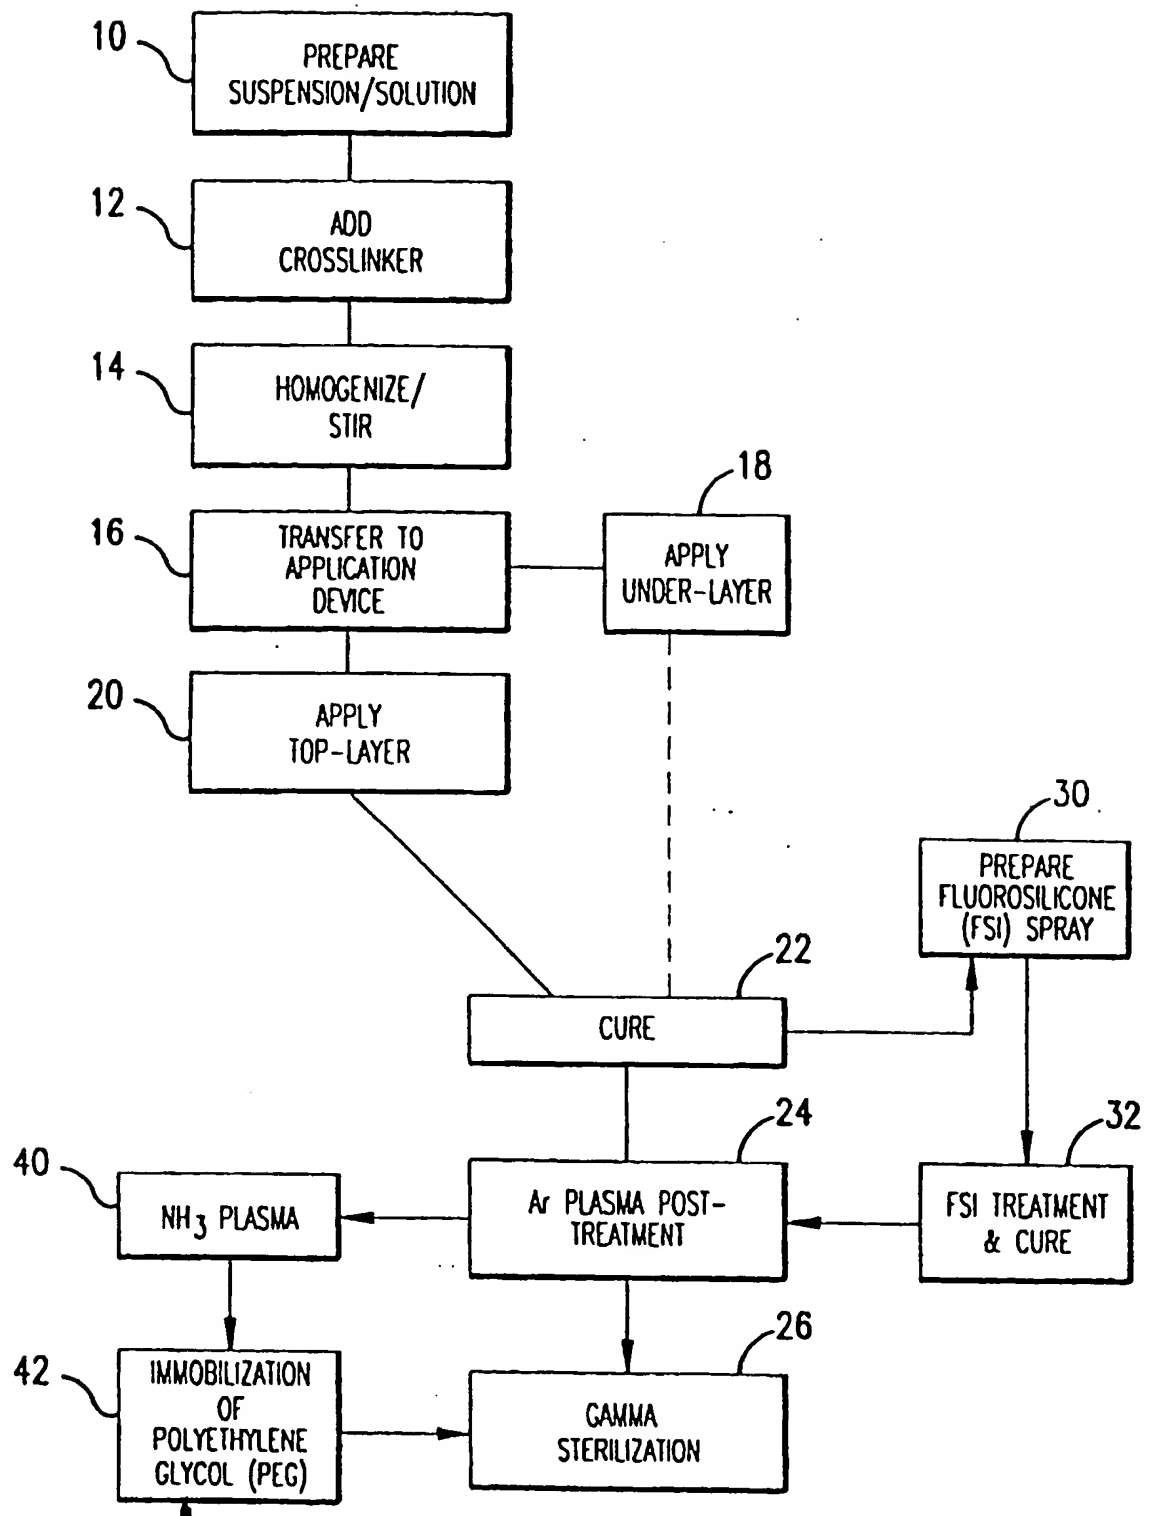 10
PREPARE
SUSPENSION/SOLUTION
12
ADD
CROSSLINKER
14
HOMOGENIZE/
STIR
16
TRANSFER TO
APPLICATION
DEVICE
18
APPLY
UNDER-LAYER
20
APPLY
TOP-LAYER
30
PREPARE
FLUOROSILICONE
(FSI) SPRAY
22
CURE
24
Ar PLASMA POST-
TREATMENT
32
FSI TREATMENT
& CURE
40
NH3 PLASMA
42
IMMOBILIZATION
OF
POLYETHYLENE
GLYCOL (PEG)
26
GAMMA
STERILIZATION